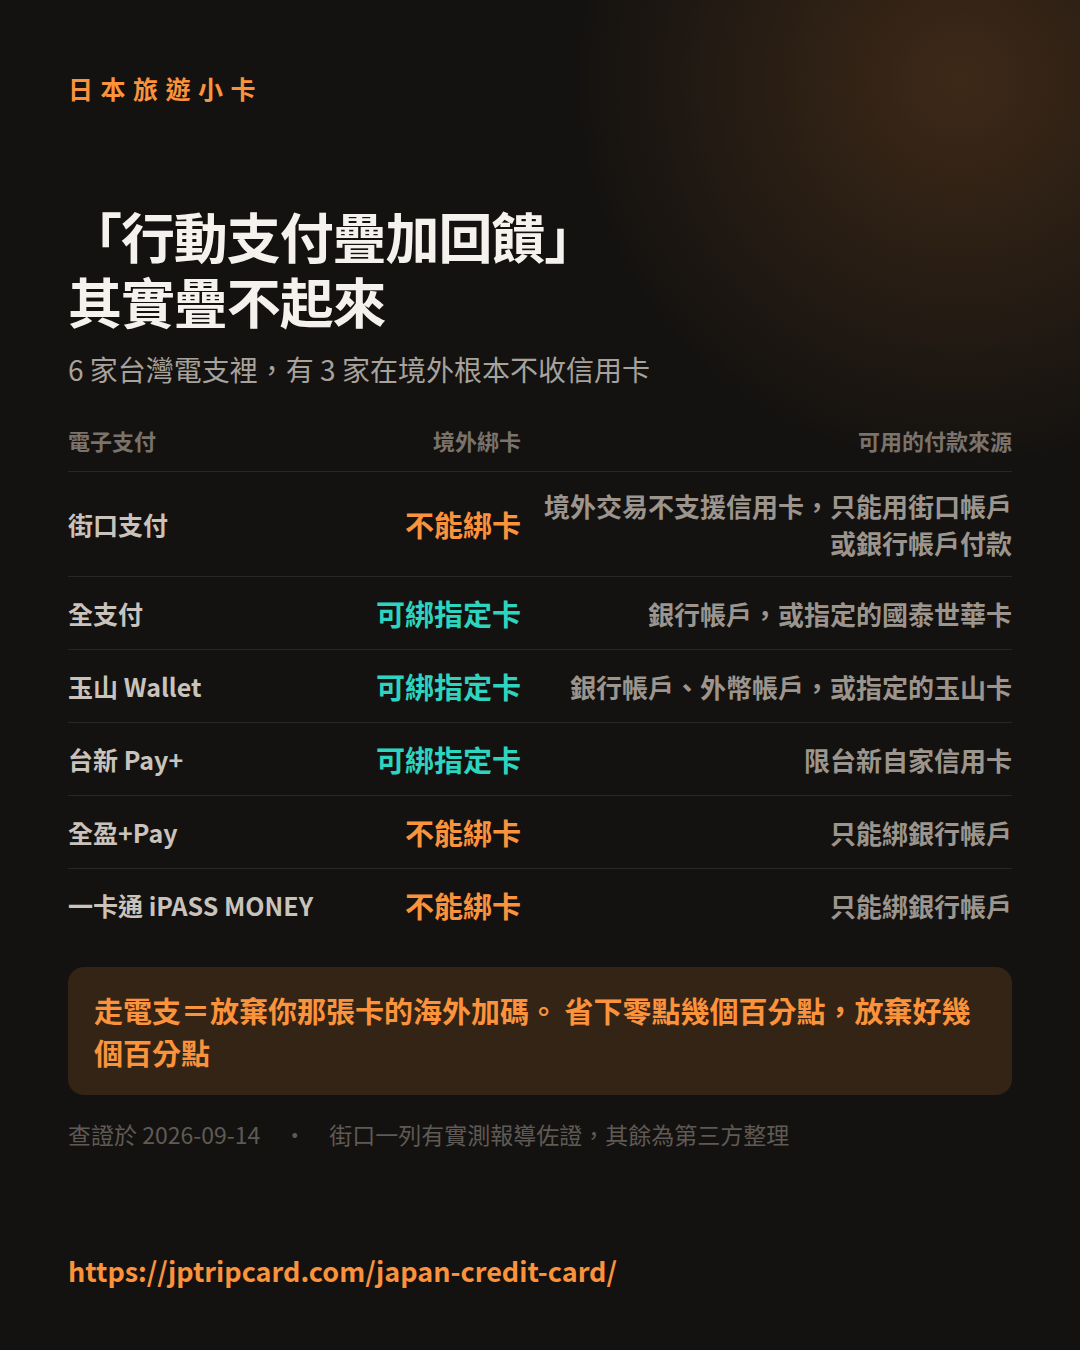 日本旅遊小卡
「行動支付疊加回饋」
其實疊不起來
6 家台灣電支裡，有 3 家在境外根本不收信用卡
電子支付 境外綁卡 可用的付款來源
街口支付 不能綁卡 境外交易不支援信用卡，只能用街口帳戶
或銀行帳戶付款
全支付 可綁指定卡 銀行帳戶，或指定的國泰世華卡
玉山 Wallet 可綁指定卡 銀行帳戶、外幣帳戶，或指定的玉山卡
台新 Pay+ 可綁指定卡 限台新自家信用卡
全盈+Pay 不能綁卡 只能綁銀行帳戶
一卡通 iPASS MONEY 不能綁卡 只能綁銀行帳戶
走電支＝放棄你那張卡的海外加碼。 省下零點幾個百分點，放棄好幾
個百分點
查證於 2026-09-14 ・ 街口一列有實測報導佐證，其餘為第三方整理
https://jptripcard.com/japan-credit-card/